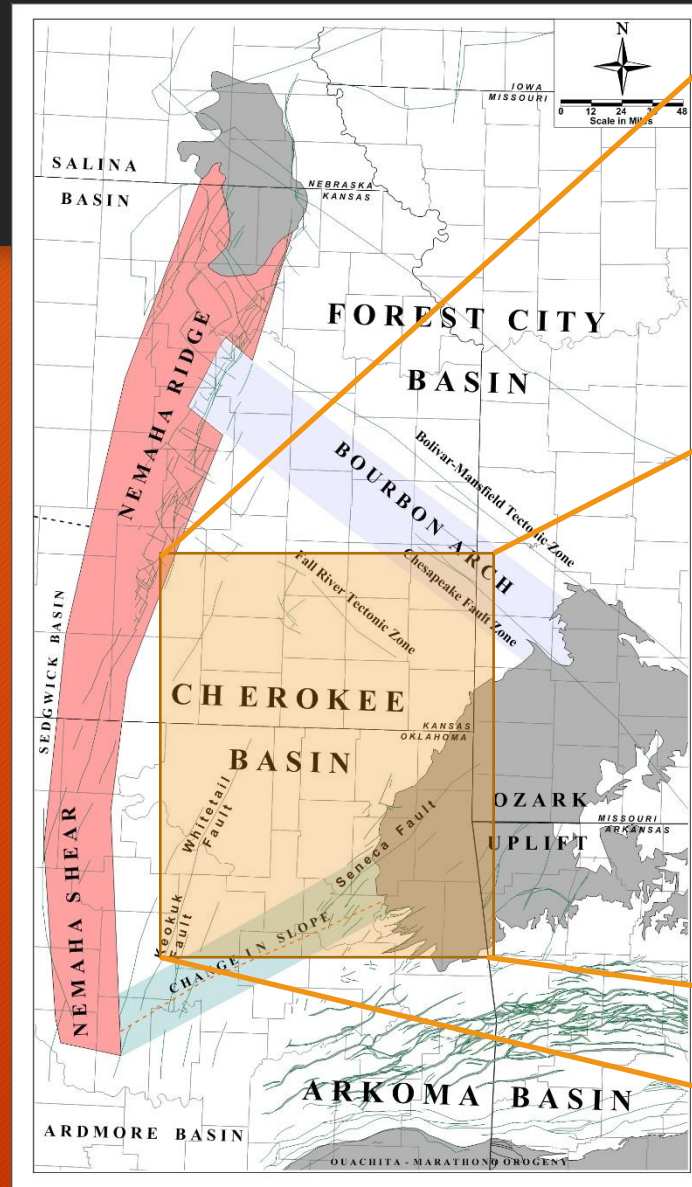 N
0 12 24 36 48
Scale in Miles
IOWA
MISSOURI
SALINA
BASIN
NEBRASKA
KANSAS
FOREST CITY
BASIN
NEMAHA RIDGE
BOURBON ARCH
Bolivar-Mansfield Tectonic Zone
Chesapeake Fault Zone
Fall River Tectonic Zone
SEDGWICK BASIN
CHEROKEE
BASIN
KANSAS
OKLAHOMA
Whitetail
Fault
OZARK
UPLIFT
MISSOURI
ARKANSAS
Seneca Fault
Keokuk
Fault
CHANGE IN SLOPE
NEMAHA SHEAR
ARKOMA BASIN
ARDMORE BASIN
OUACHITA - MARATHONO OROGENY